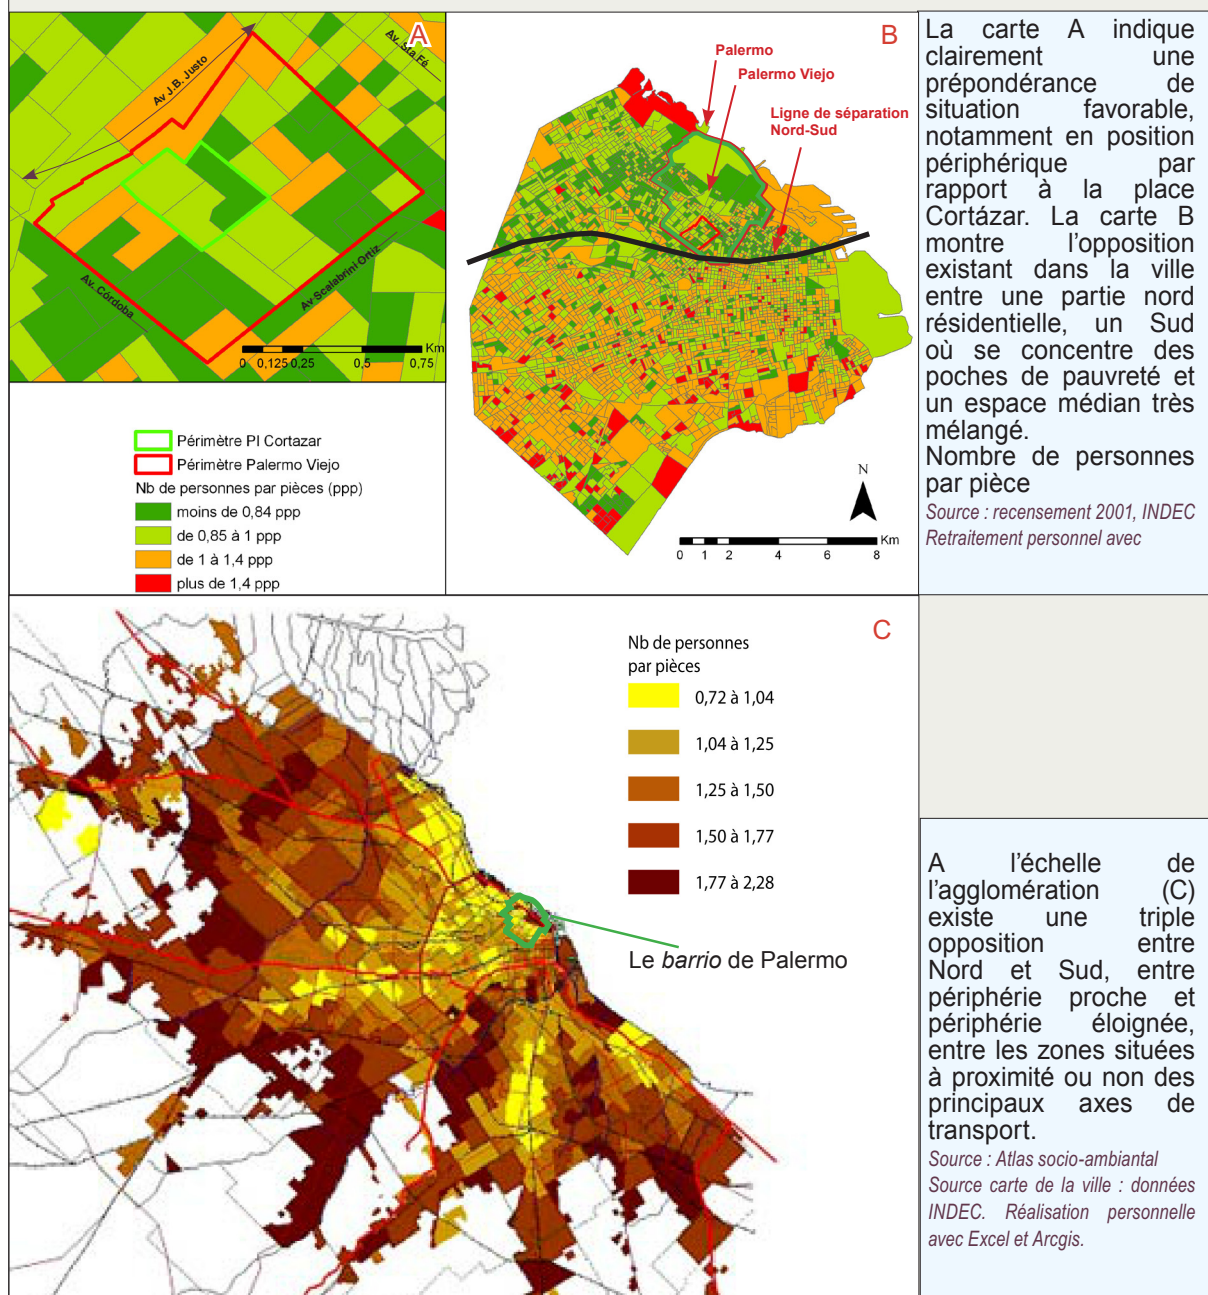 A
Av. Sta Fé
Av J.B. Justo
Av. Córdoba
Av Scalabrini Ortiz
Km
0 0,125 0,25 0,5 0,75
Périmètre Pl Cortazar
Périmètre Palermo Viejo
Nb de personnes par pièces (ppp)
moins de 0,84 ppp
de 0,85 à 1 ppp
de 1 à 1,4 ppp
plus de 1,4 ppp
B
Palermo
Palermo Viejo
Ligne de séparation
Nord-Sud
N
Km
0 1 2 4 6 8
La carte A indique
clairement une
prépondérance de
situation favorable,
notamment en position
périphérique par
rapport à la place
Cortázar. La carte B
montre l'opposition
existant dans la ville
entre une partie nord
résidentielle, un Sud
où se concentre des
poches de pauvreté et
un espace médian très
mélangé.
Nombre de personnes
par pièce
Source : recensement 2001, INDEC
Retraitement personnel avec
C
Nb de personnes
par pièces
0,72 à 1,04
1,04 à 1,25
1,25 à 1,50
1,50 à 1,77
1,77 à 2,28
Le barrio de Palermo
A l'échelle de
l'agglomération (C)
existe une triple
opposition entre
Nord et Sud, entre
périphérie proche et
périphérie éloignée,
entre les zones situées
à proximité ou non des
principaux axes de
transport.
Source : Atlas socio-ambiantal
Source carte de la ville : données
INDEC. Réalisation personnelle
avec Excel et Arcgis.